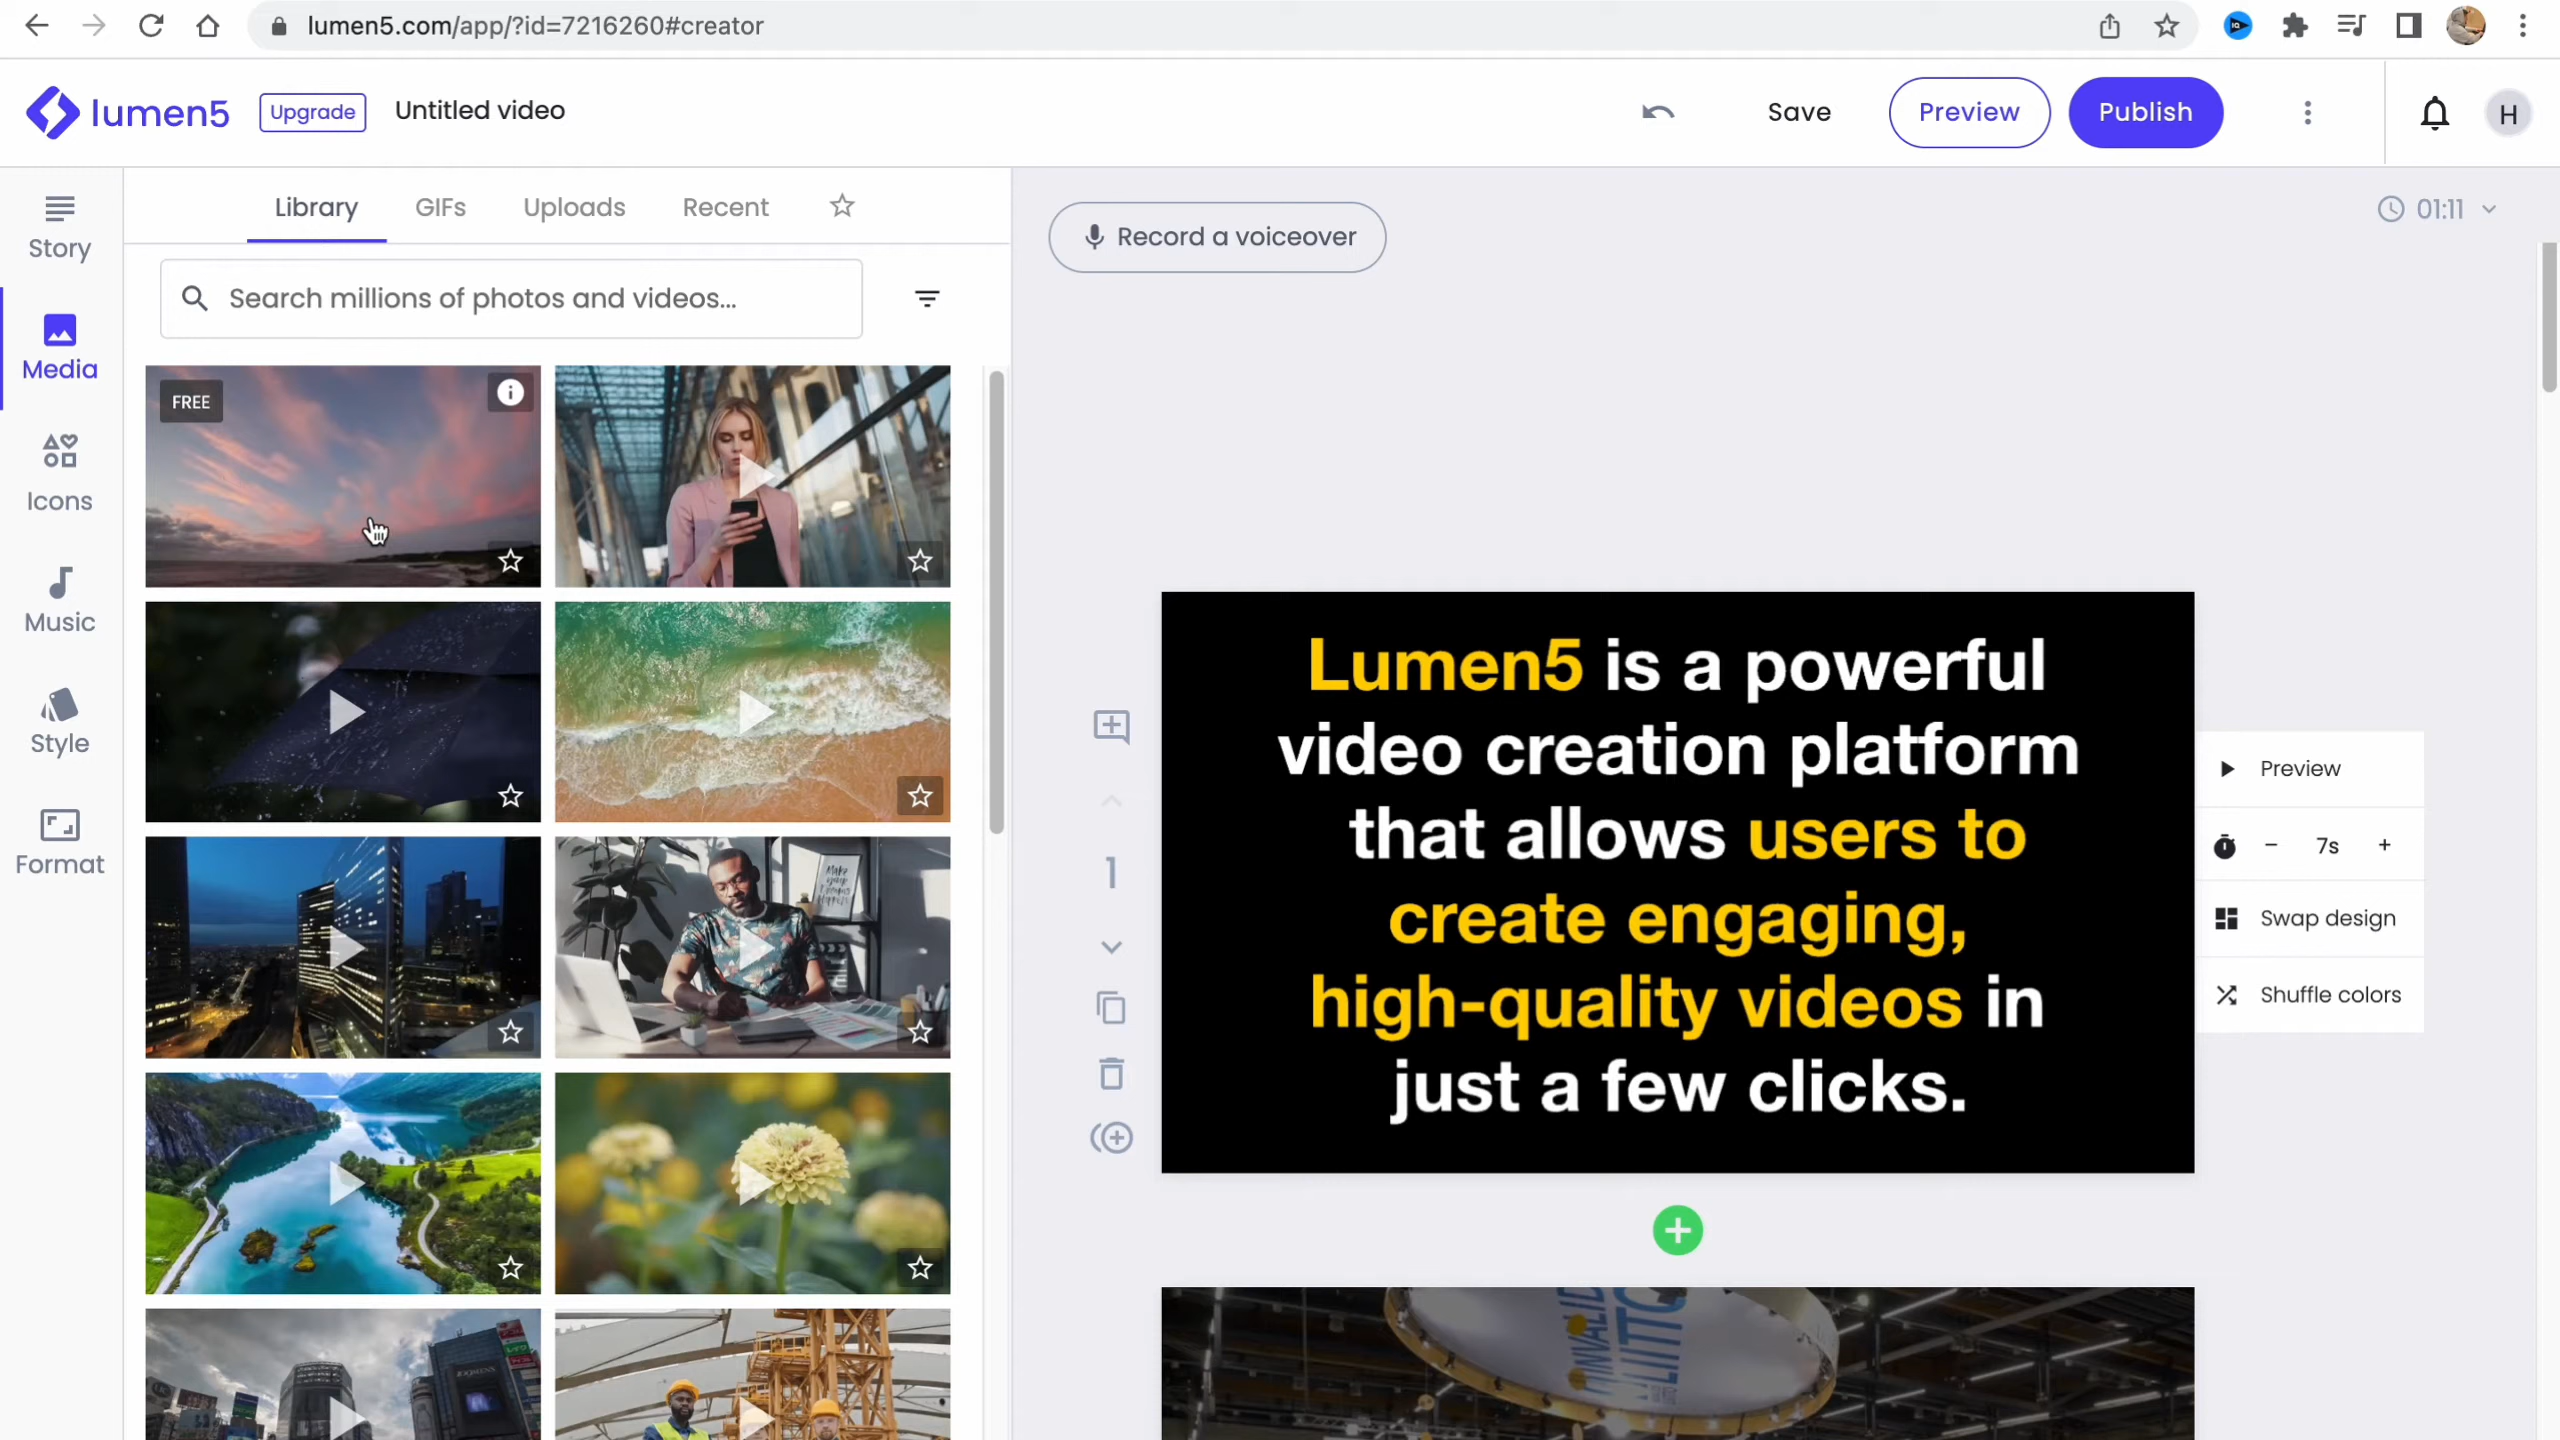 lumen5.com/app/?id=7216260#creator
lumen5
Upgrade
Untitled video
Save
Preview
Publish
H
Story
Media
Icons
Music
Style
Format
Library
GIFs
Uploads
Recent
Search millions of photos and videos...
FREE
Record a voiceover
01:11
1
Lumen5 is a powerful
video creation platform
that allows users to
create engaging,
high-quality videos in
just a few clicks.
Preview
- 7s +
Swap design
Shuffle colors